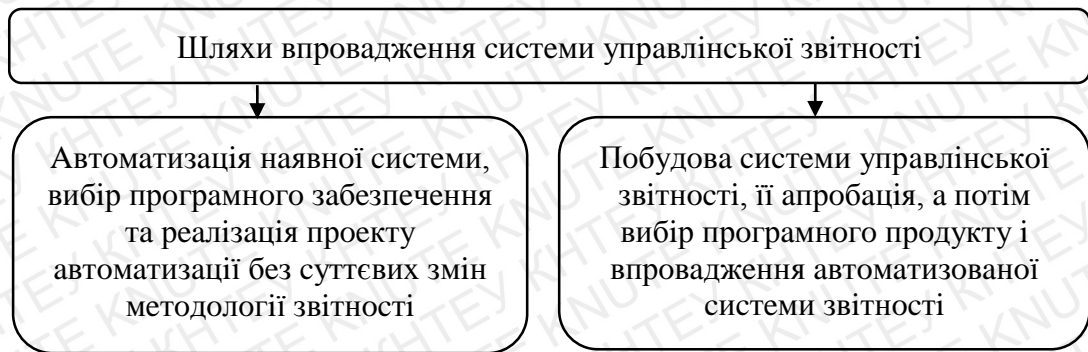 Шляхи впровадження системи управлінської звітності
Автоматизація наявної системи,
вибір програмного забезпечення
та реалізація проекту
автоматизації без суттєвих змін
методології звітності
Побудова системи управлінської
звітності, її апробація, а потім
вибір програмного продукту і
впровадження автоматизованої
системи звітності